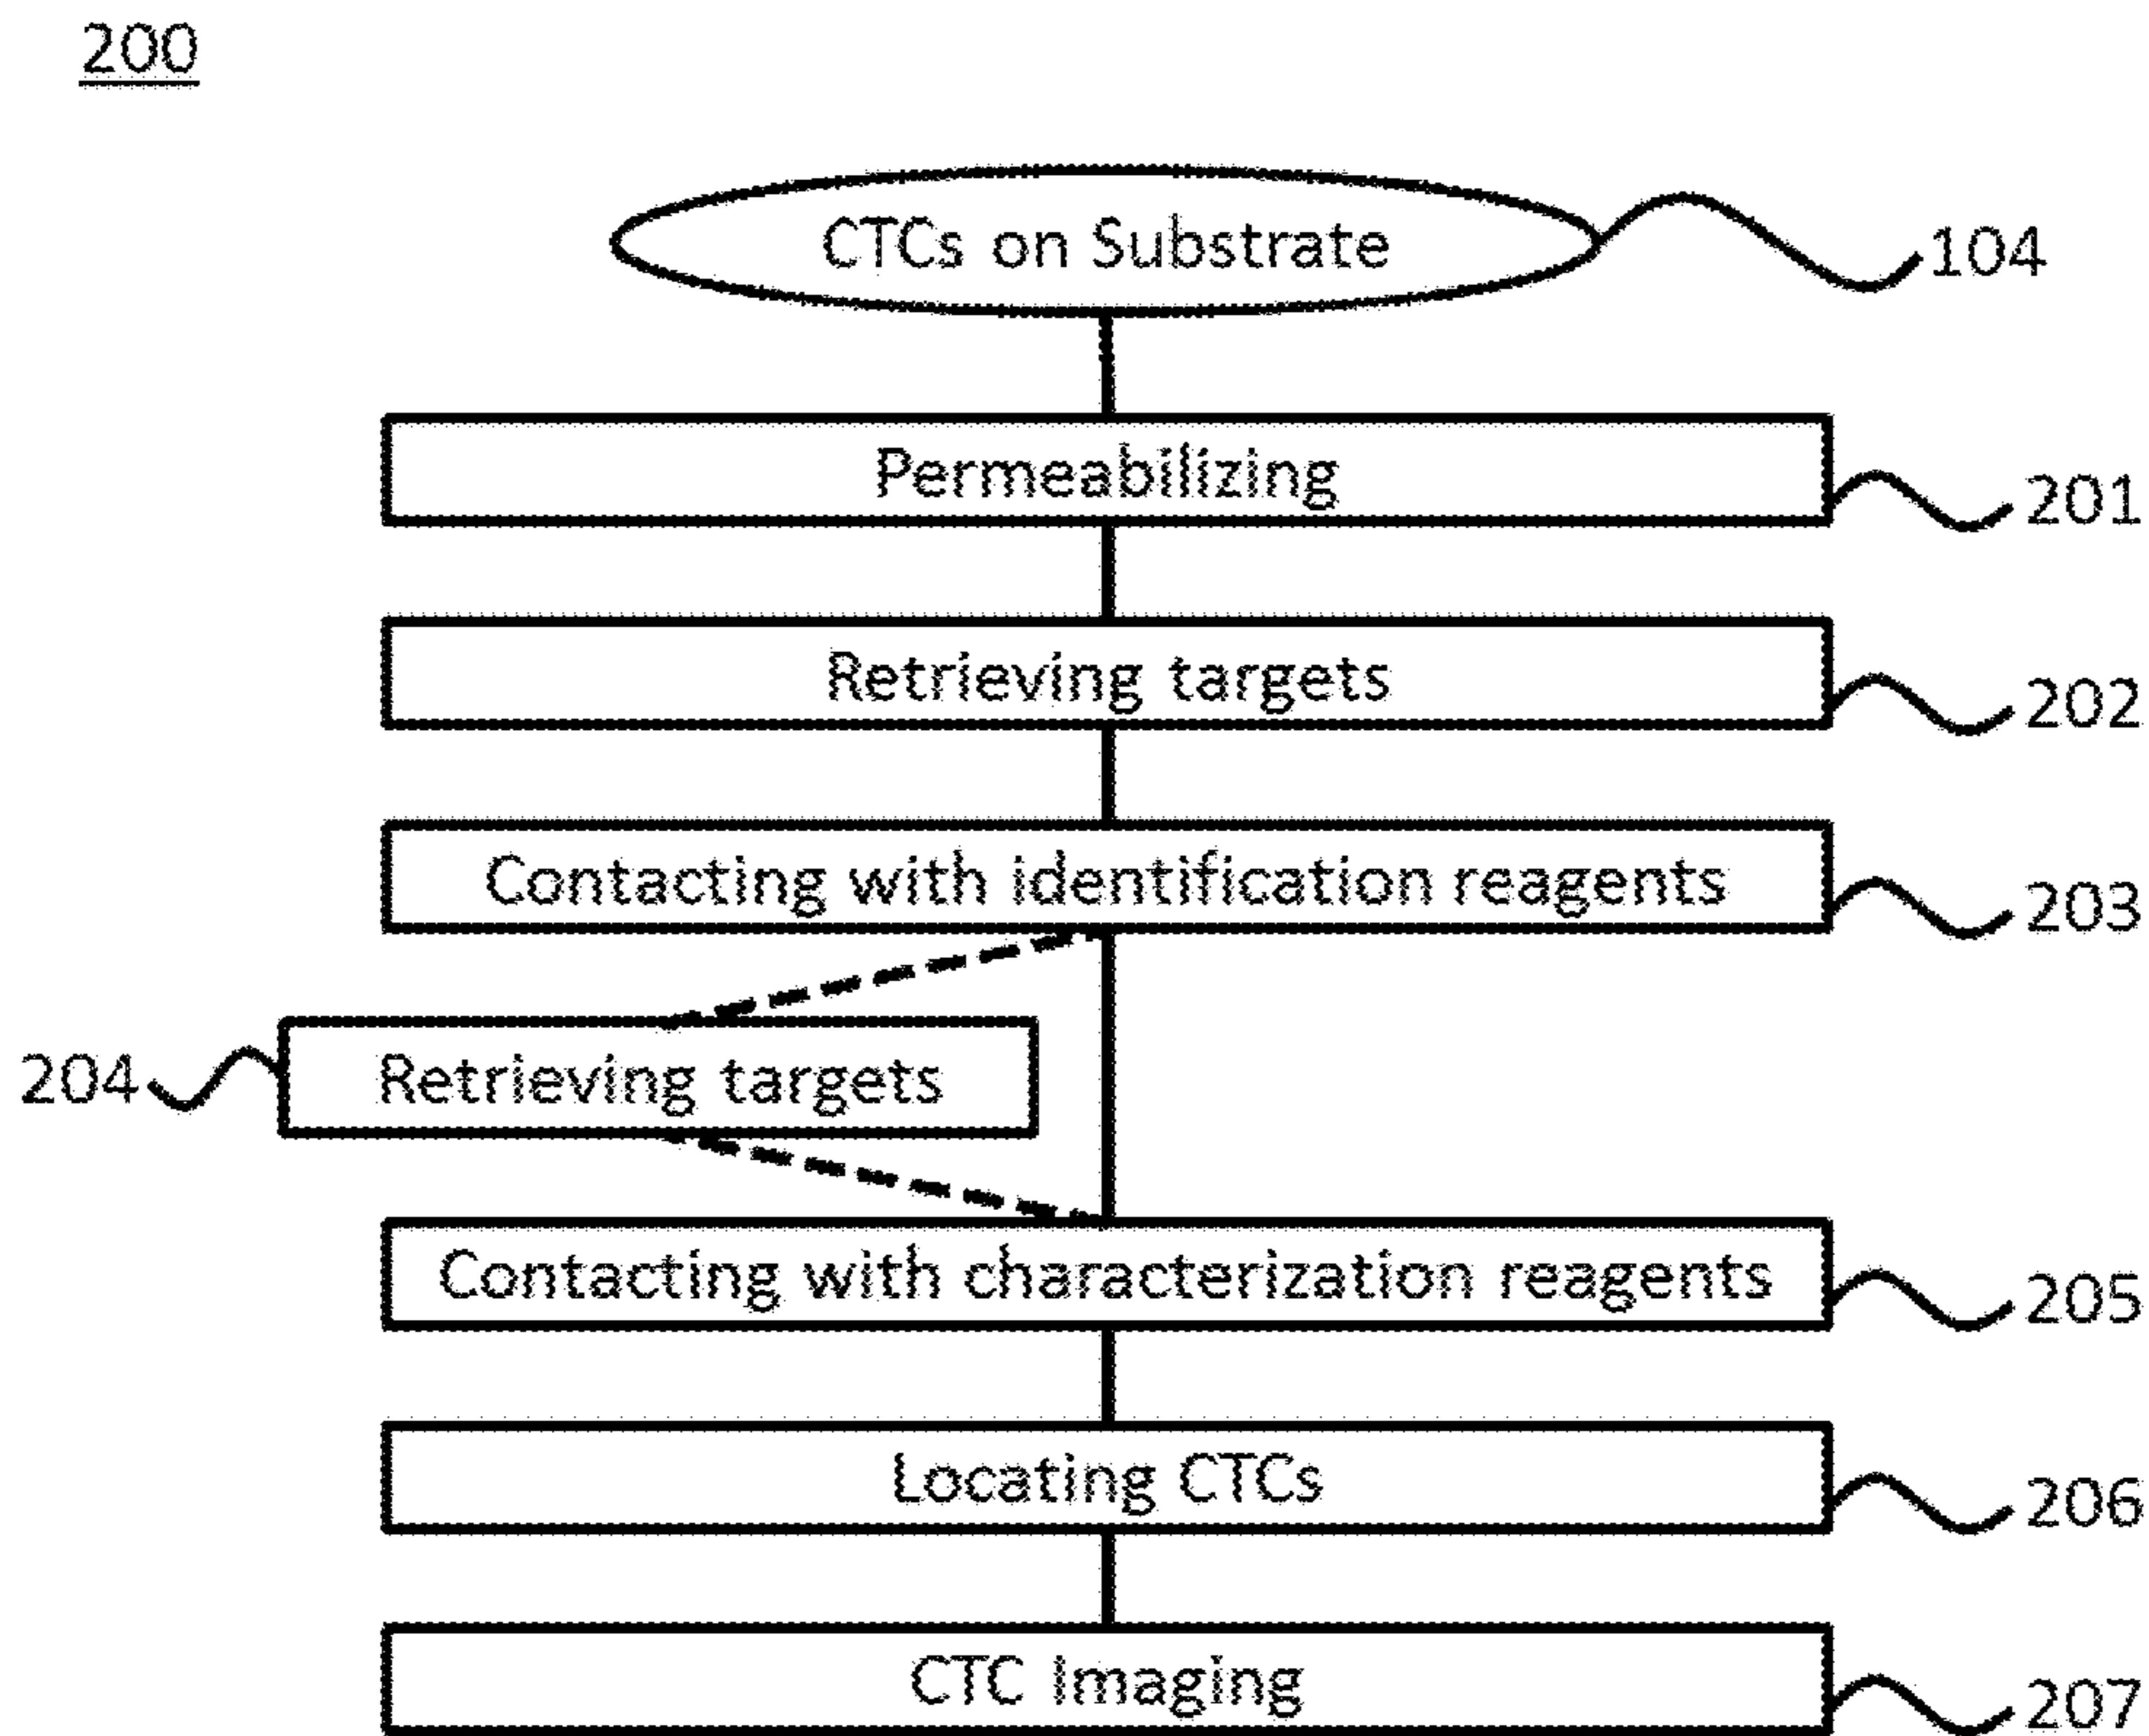 200
CTCs on Substrate
104
Permeabilizing
201
Retrieving targets
202
Contacting with identification reagents
203
204
Retrieving targets
Contacting with characterization reagents
205
Locating CTCs
206
CTC Imaging
207